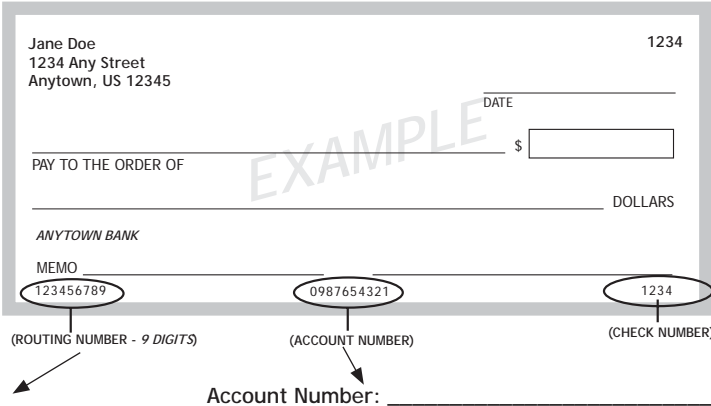 Jane Doe 1234
1234 Any Street
Anytown, US 12345
DATE
EXAMPLE
$
PAY TO THE ORDER OF
DOLLARS
ANYTOWN BANK
MEMO
123456789 0987654321 1234
(ROUTING NUMBER - 9 DIGITS) (ACCOUNT NUMBER) (CHECK NUMBER)
Account Number: